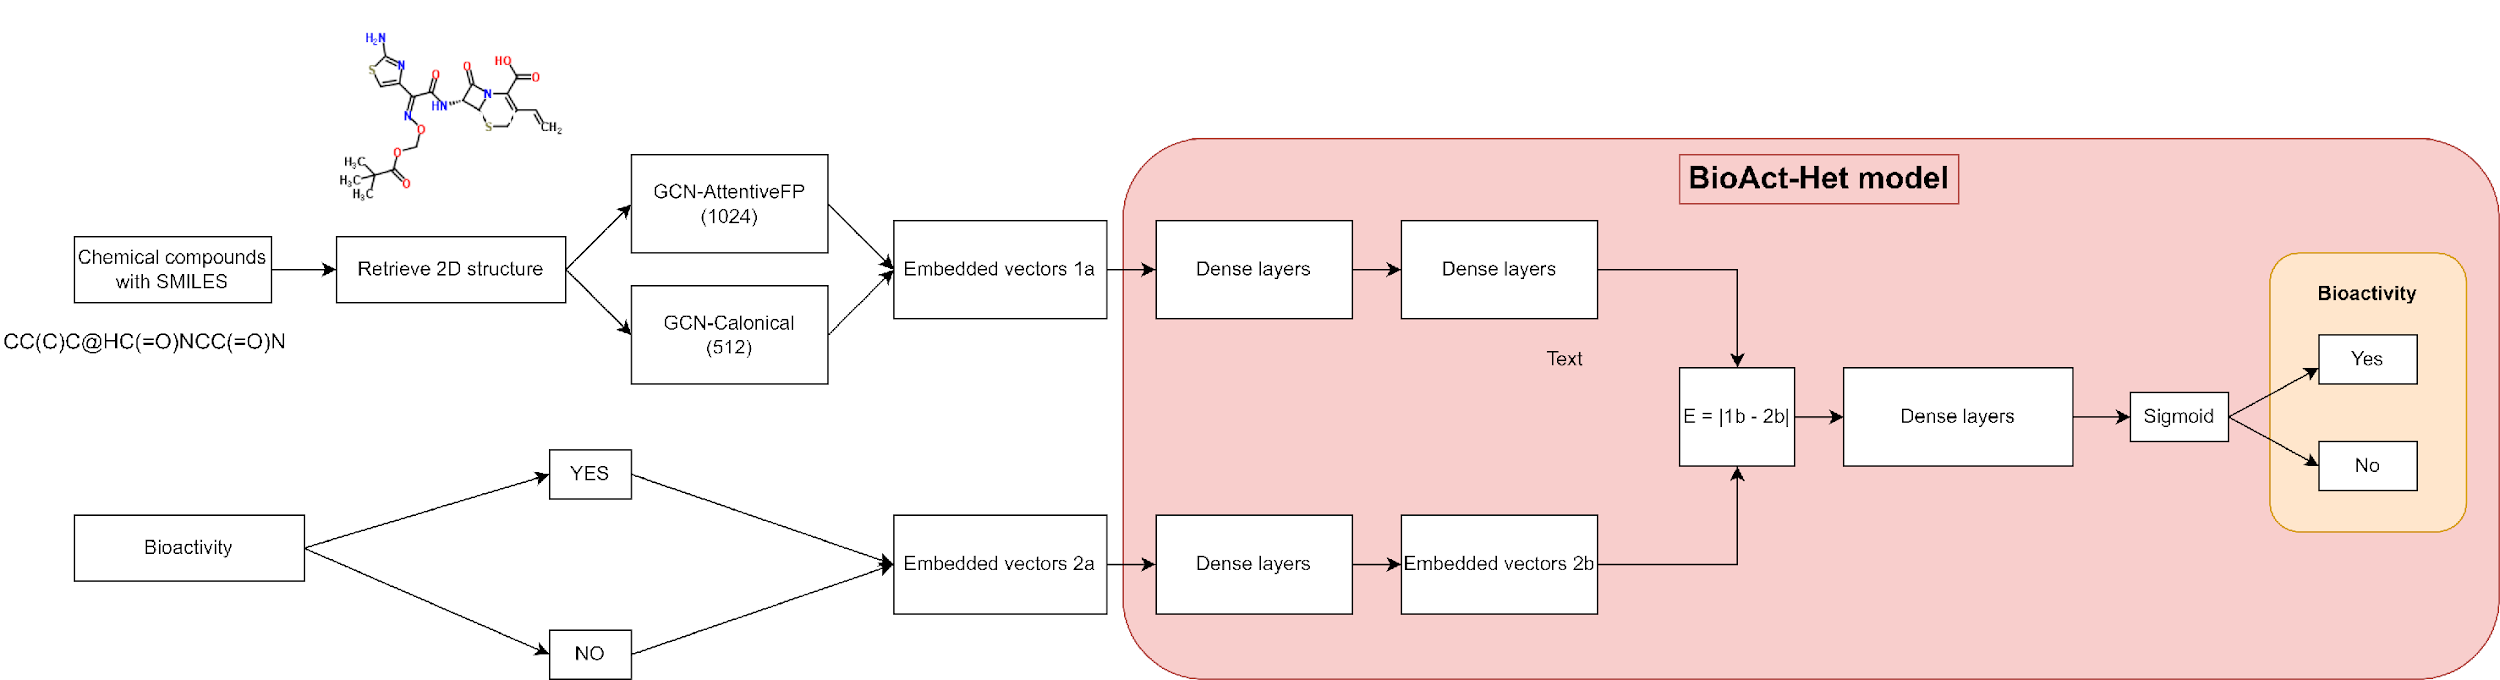 H₂N
N
S
O
O
HO
O
HN
N
N
O
S
CH₂
O
H₃C
H₃C
H₃C
O
BioAct-Het model
GCN-AttentiveFP
(1024)
Chemical compounds
with SMILES
Retrieve 2D structure
Embedded vectors 1a
Dense layers
Dense layers
Bioactivity
GCN-Calonical
(512)
CC(C)C@HC(=O)NCC(=O)N
Text
Yes
E = |1b - 2b|
Dense layers
Sigmoid
No
YES
Bioactivity
Embedded vectors 2a
Dense layers
Embedded vectors 2b
NO